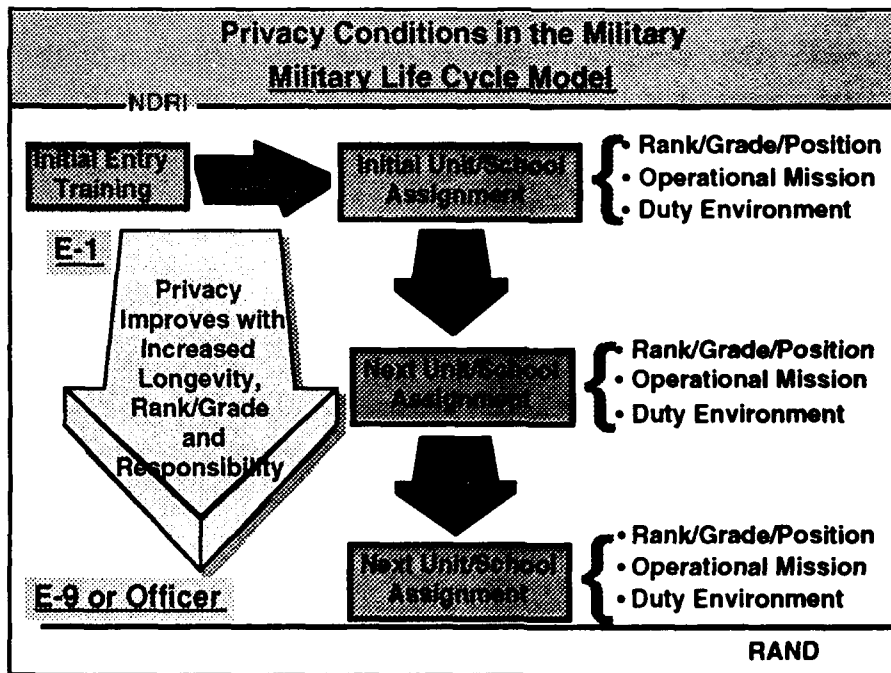 Privacy Conditions in the Military
Military Life Cycle Model
NDRI
Initial Entry
Training
Initial Unit/School
Assignment
• Rank/Grade/Position
• Operational Mission
• Duty Environment
E-1
Privacy
Improves with
Increased
Longevity,
Rank/Grade
and
Responsibility
Next Unit/School
Assignment
• Rank/Grade/Position
• Operational Mission
• Duty Environment
Next Unit/School
Assignment
• Rank/Grade/Position
• Operational Mission
• Duty Environment
E-9 or Officer
RAND